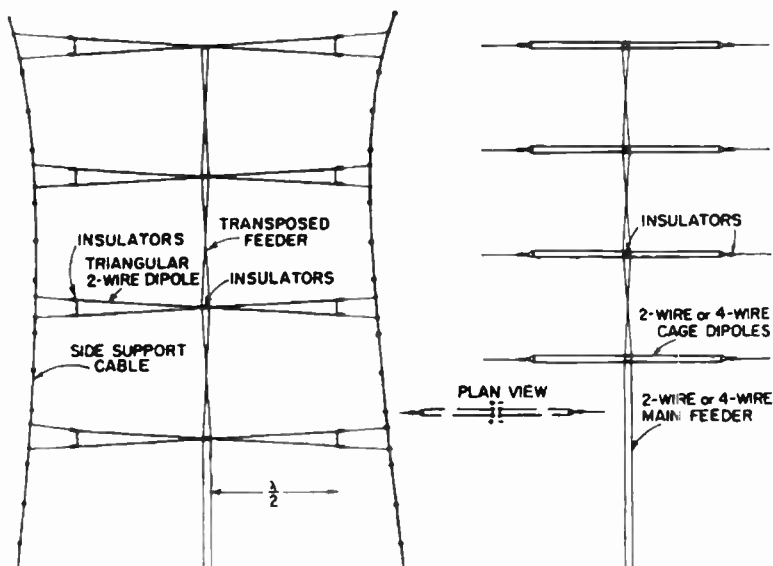 TRANSPOSED
FEEDER
INSULATORS
TRIANGULAR
2-WIRE DIPOLE
INSULATORS
SIDE SUPPORT
CABLE
λ/2
INSULATORS
2-WIRE or 4-WIRE
CAGE DIPOLES
PLAN VIEW
2-WIRE or 4-WIRE
MAIN FEEDER